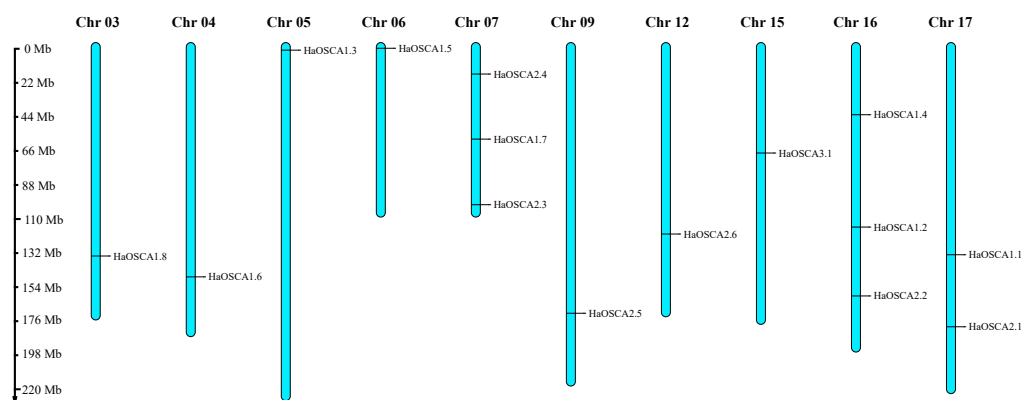 Chr 03 Chr 04 Chr 05 Chr 06 Chr 07 Chr 09 Chr 12 Chr 15 Chr 16 Chr 17
0 Mb
HaOSCA1.3
HaOSCA1.5
HaOSCA2.4
22 Mb
44 Mb
HaOSCA1.4
HaOSCA1.7
66 Mb
HaOSCA3.1
88 Mb
HaOSCA2.3
110 Mb
HaOSCA1.2
HaOSCA2.6
132 Mb
HaOSCA1.8
HaOSCA1.1
HaOSCA1.6
154 Mb
HaOSCA2.2
HaOSCA2.5
176 Mb
HaOSCA2.1
198 Mb
220 Mb